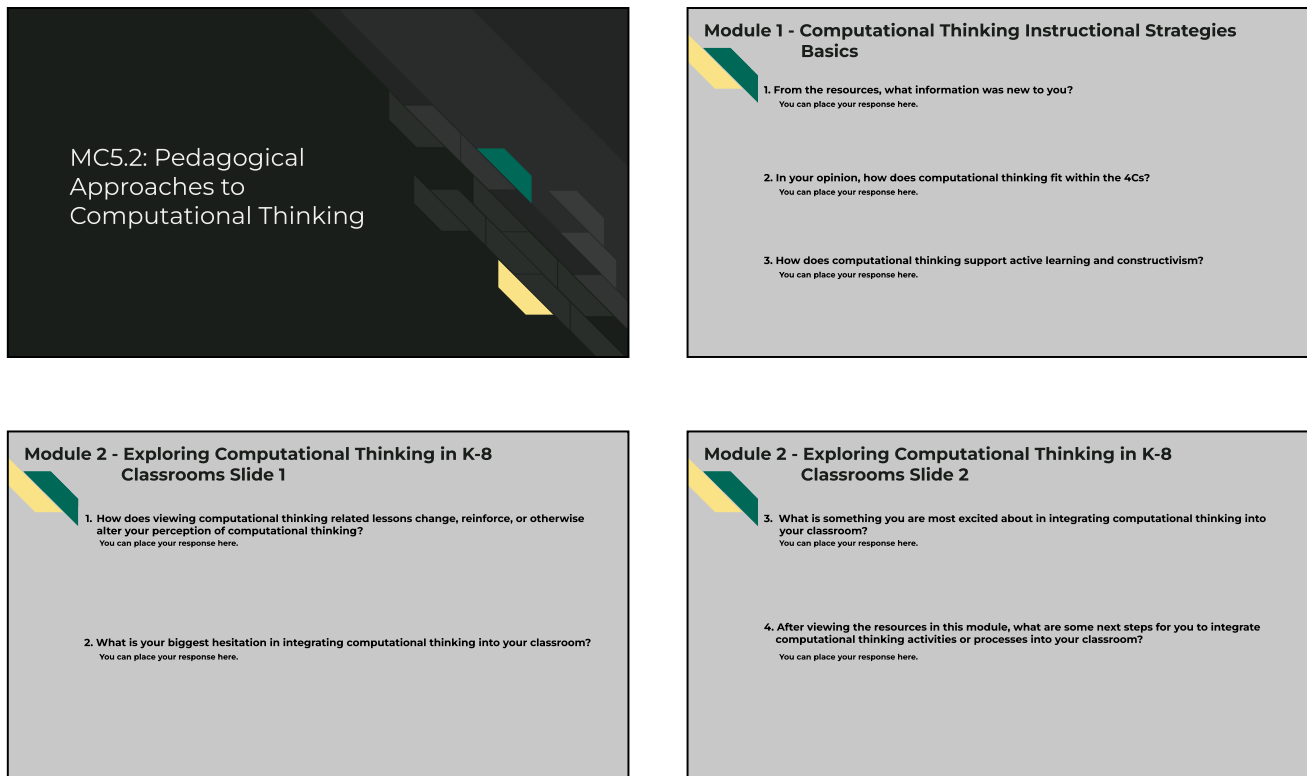 MC5.2: Pedagogical
Approaches to
Computational Thinking
Module 1 - Computational Thinking Instructional Strategies
Basics
1. From the resources, what information was new to you?
You can place your response here.
2. In your opinion, how does computational thinking fit within the 4Cs?
You can place your response here.
3. How does computational thinking support active learning and constructivism?
You can place your response here.
Module 2 - Exploring Computational Thinking in K-8
Classrooms Slide 1
1. How does viewing computational thinking related lessons change, reinforce, or otherwise
alter your perception of computational thinking?
You can place your response here.
2. What is your biggest hesitation in integrating computational thinking into your classroom?
You can place your response here.
Module 2 - Exploring Computational Thinking in K-8
Classrooms Slide 2
3. What is something you are most excited about in integrating computational thinking into
your classroom?
You can place your response here.
4. After viewing the resources in this module, what are some next steps for you to integrate
computational thinking activities or processes into your classroom?
You can place your response here.